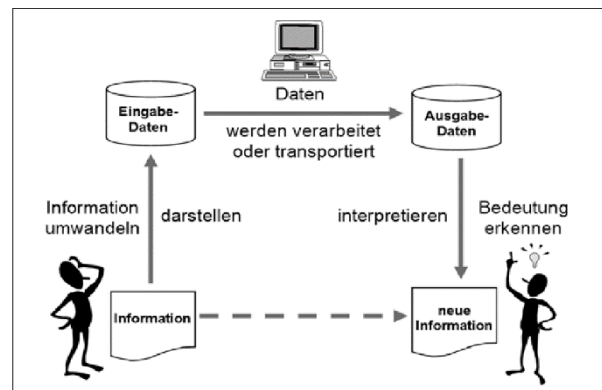 Daten
Eingabe-
Daten
werden verarbeitet
oder transportiert
Ausgabe-
Daten
Information
umwandeln
darstellen
interpretieren
Bedeutung
erkennen
Information
neue
Information